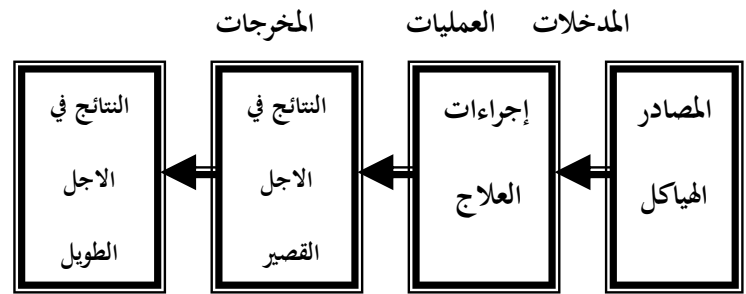 المدخلات العمليات المخرجات
المصادر
الهياكل
إجراءات
العلاج
النتائج في
الاجل
القصير
النتائج في
الاجل
الطويل